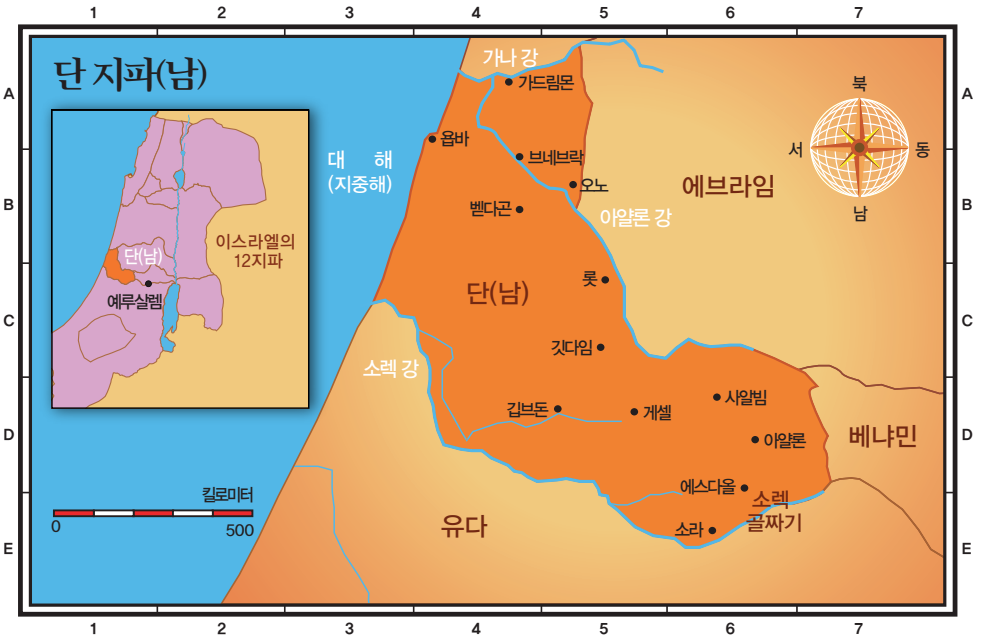 1 2 3 4 5 6 7
단 지파(남)
가나 강
북
A 가드림몬 A
욥바
서 동
대 해
(지중해)
브네브락
에브라임
오노
B 벧다곤 B
남
아얄론 강
이스라엘의
12지파
단(남)
예루살렘
롯
단(남)
C C
깃다임
소렉 강
사알빔
깁브돈 게셀
D 아얄론 베냐민 D
에스다올
킬로미터
소렉
골짜기
0 500
유다
소라
E E
1 2 3 4 5 6 7